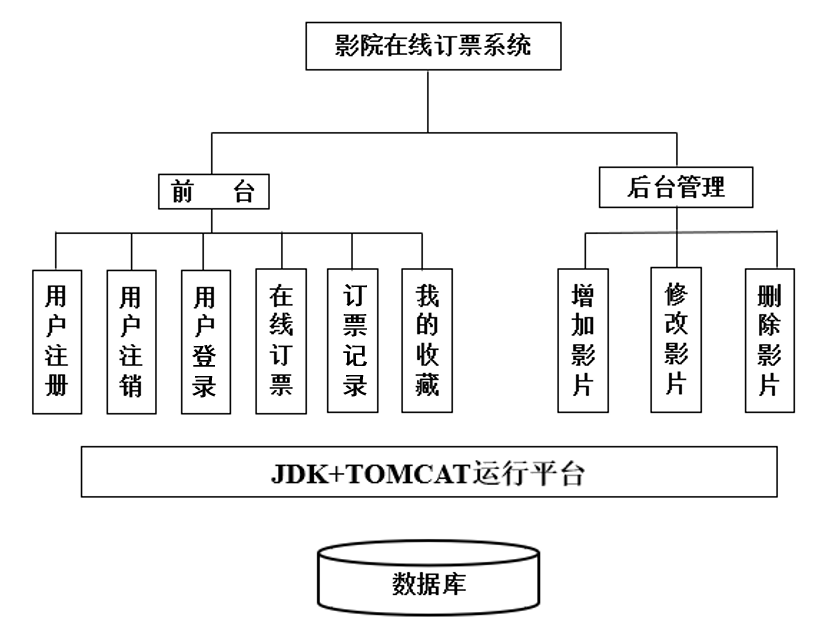 影院在线订票系统
前 台
后台管理
用户注册
用户注销
用户登录
在线订票
订票记录
我的收藏
增加影片
修改影片
删除影片
JDK+TOMCAT运行平台
数据库